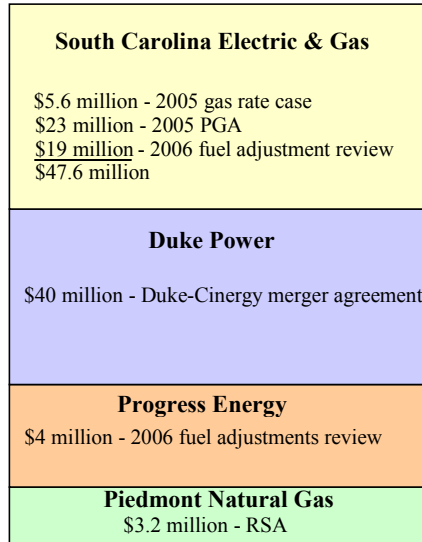 South Carolina Electric & Gas
$5.6 million - 2005 gas rate case
$23 million - 2005 PGA
$19 million - 2006 fuel adjustment review
$47.6 million
Duke Power
$40 million - Duke-Cinergy merger agreement
Progress Energy
$4 million - 2006 fuel adjustments review
Piedmont Natural Gas
$3.2 million - RSA